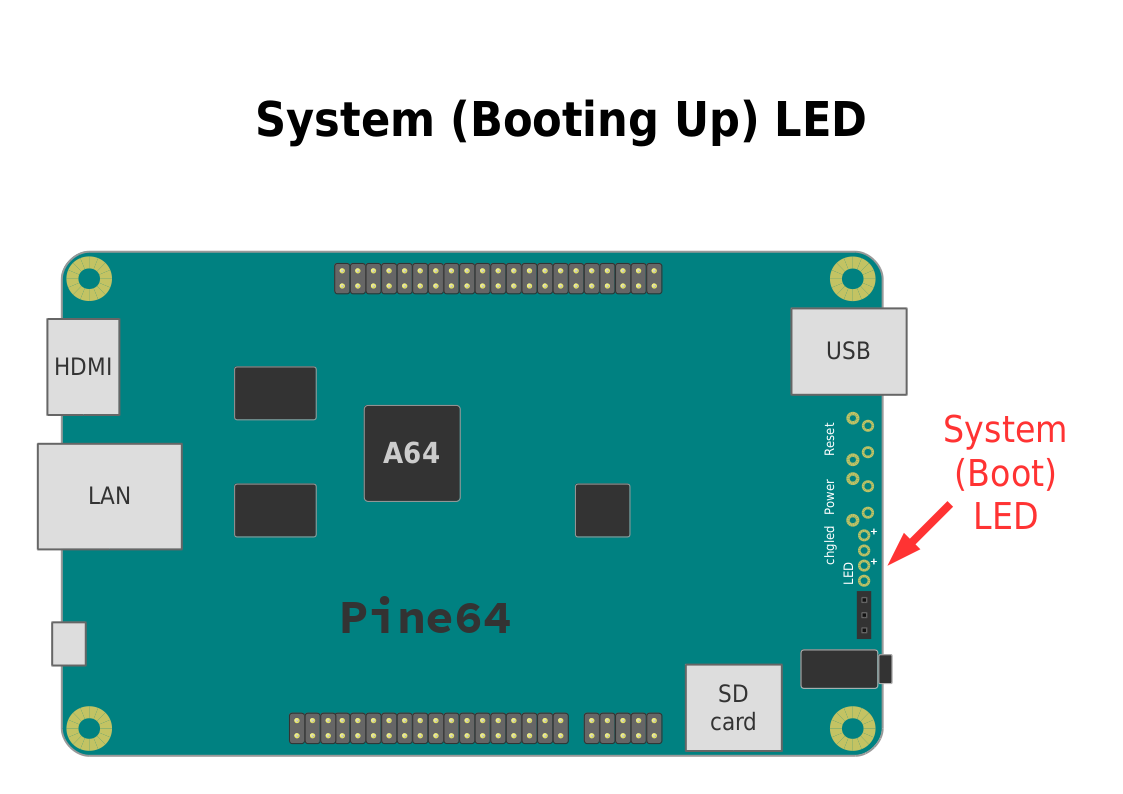 System (Booting Up) LED
HDMI
USB
A64
LAN
Reset
Power
chgled
+
+
LED
System
(Boot)
LED
Pine64
SD
card